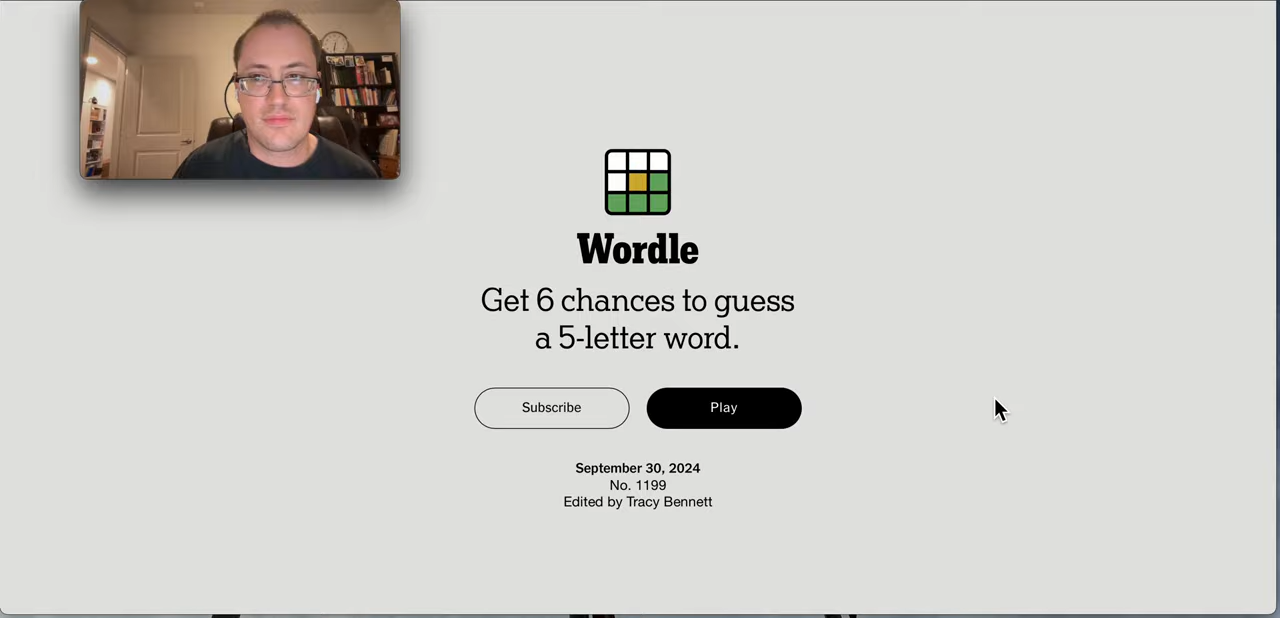 Wordle
Get 6 chances to guess
a 5-letter word.
Subscribe
Play
September 30, 2024
No. 1199
Edited by Tracy Bennett